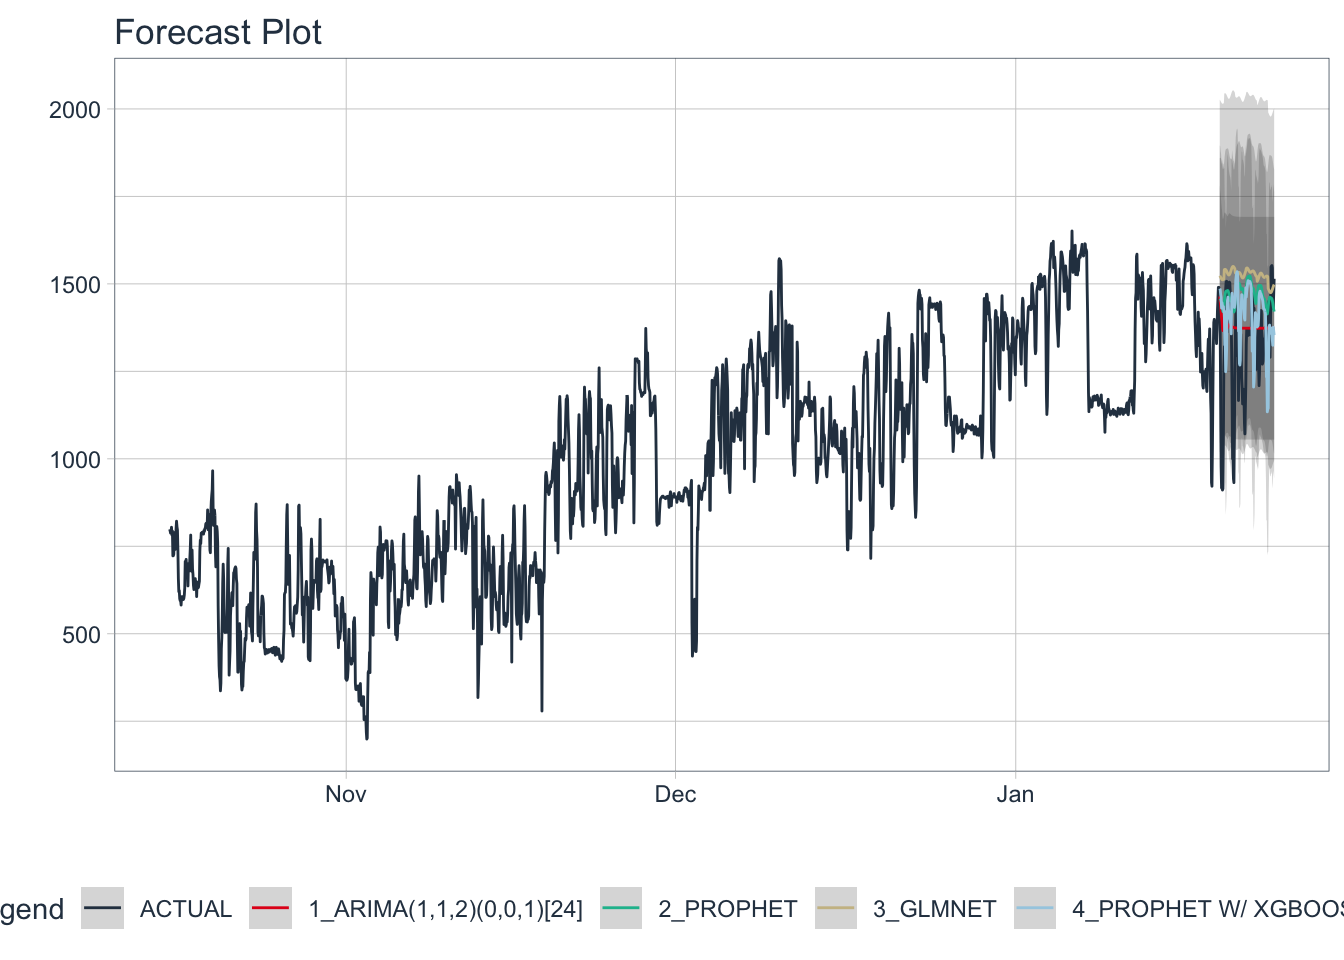 Forecast Plot
2000
1500
1000
500
Nov Dec Jan
gend ACTUAL 1_ARIMA(1,1,2)(0,0,1)[24] 2_PROPHET 3_GLMNET 4_PROPHET W/ XGBOOS